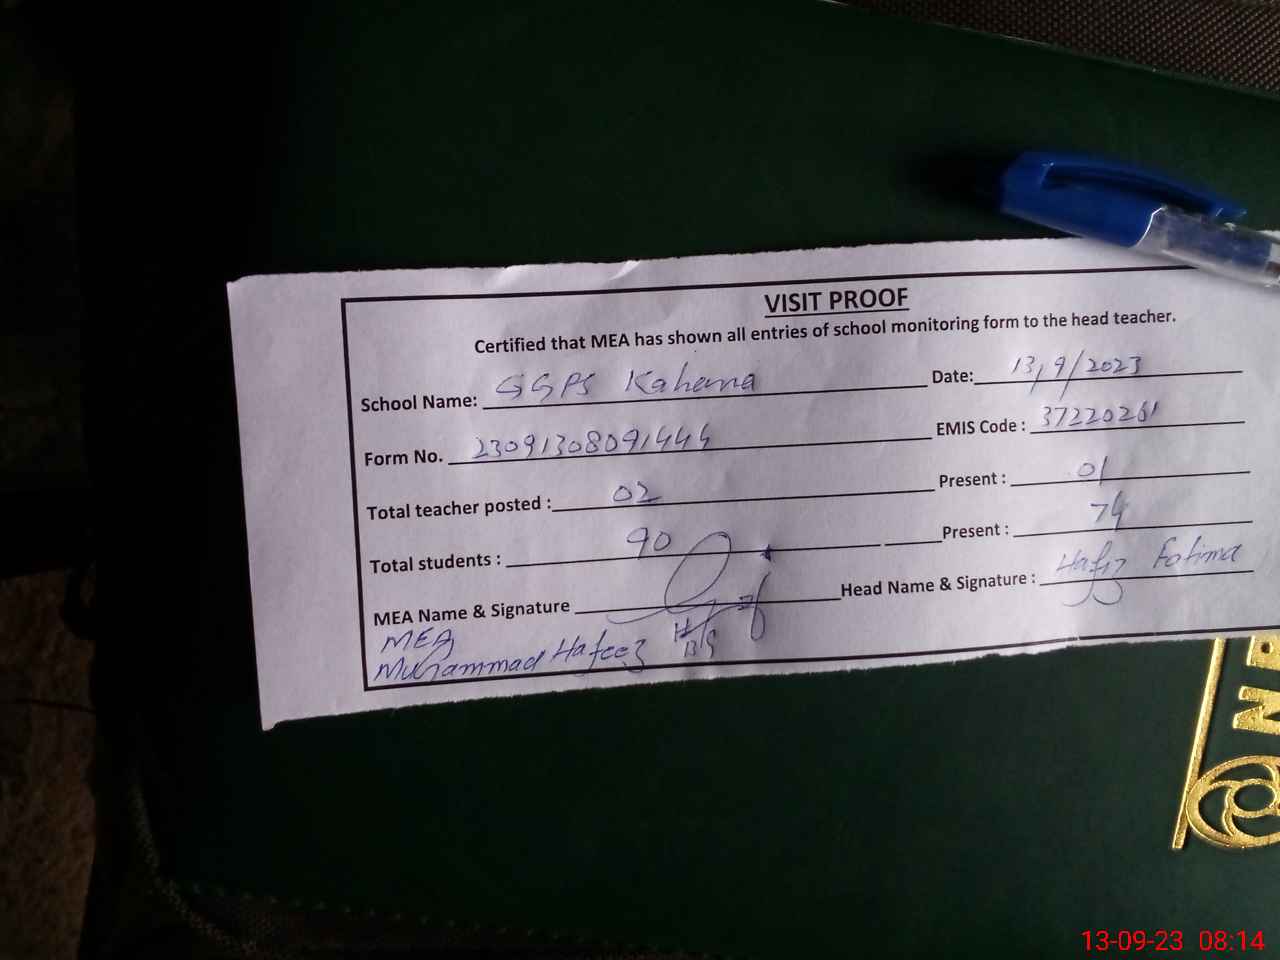 VISIT PROOF
Certified that MEA has shown all entries of school monitoring form to the head teacher.
School Name: GGPS Kahana Date: 13/9/2023
Form No. 23091308091444 EMIS Code : 37220261
Total teacher posted : 02 Present : 01
Total students : 90 Present : 74
MEA Name & Signature Head Name & Signature : Hafiz Fatima
MEA
Muhammad Hafeez
13-09-23 08:14